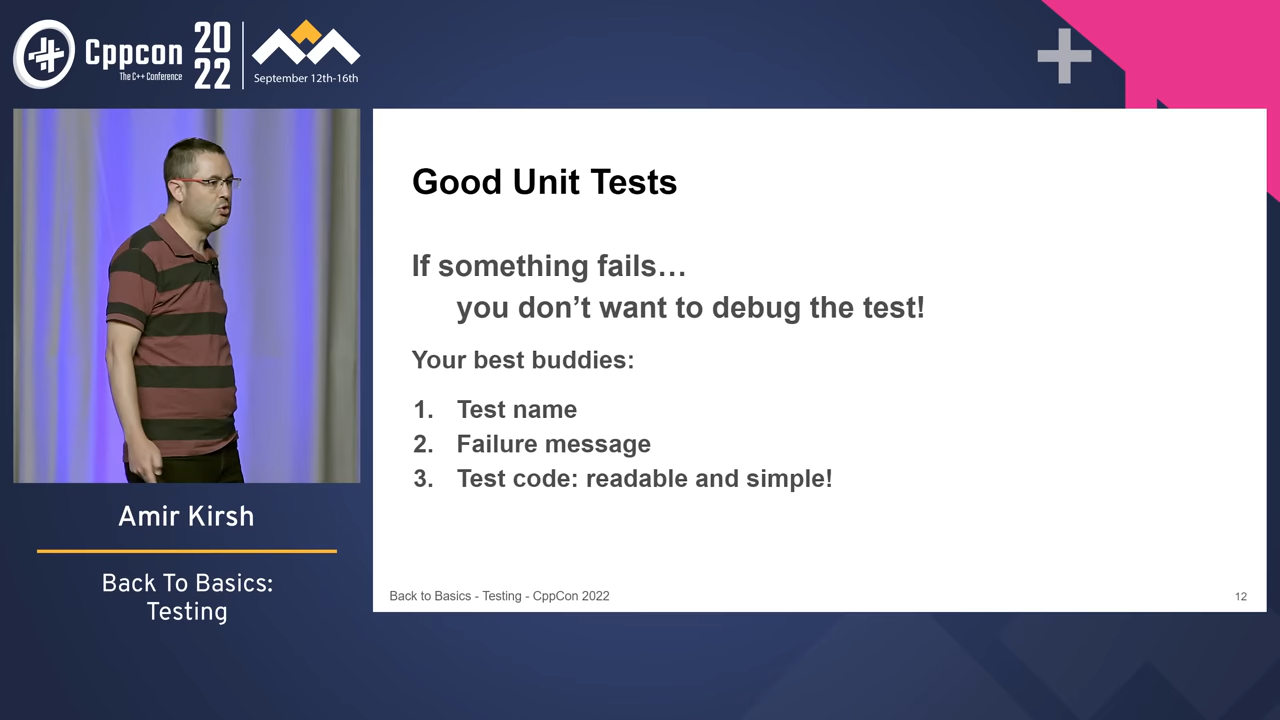 Cppcon
The C++ Conference
20
22
September 12th-16th
Good Unit Tests
If something fails…
you don’t want to debug the test!
Your best buddies:
1. Test name
2. Failure message
3. Test code: readable and simple!
Back to Basics - Testing - CppCon 2022
12
Amir Kirsh
Back To Basics:
Testing